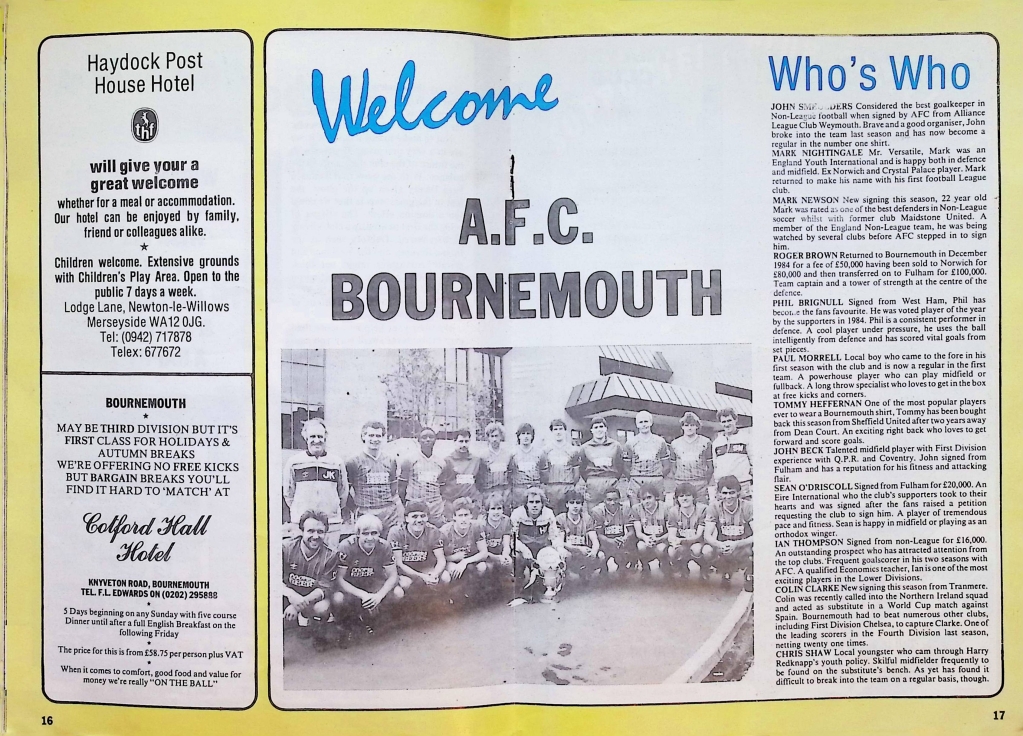 Haydock Post
House Hotel
thf
will give your a
great welcome
whether for a meal or accommodation.
Our hotel can be enjoyed by family,
friend or colleagues alike.
★
Children welcome. Extensive grounds
with Children's Play Area. Open to the
public 7 days a week.
Lodge Lane, Newton-le-Willows
Merseyside WA12 0JG.
Tel: (0942) 717878
Telex: 677672
BOURNEMOUTH
★
MAY BE THIRD DIVISION BUT IT'S
FIRST CLASS FOR HOLIDAYS &
AUTUMN BREAKS
WE'RE OFFERING NO FREE KICKS
BUT BARGAIN BREAKS YOU'LL
FIND IT HARD TO 'MATCH' AT
Cotford Hall
Hotel
KNYVETON ROAD, BOURNEMOUTH
TEL. F.L. EDWARDS ON (0202) 295888
★
5 Days beginning on any Sunday with five course
Dinner until after a full English Breakfast on the
following Friday
★
The price for this is from £58.75 per person plus VAT
★
When it comes to comfort, good food and value for
money we're really "ON THE BALL"
16
Welcome
A.F.C.
BOURNEMOUTH
JK
Who's Who
JOHN Considered the best goalkeeper in
Non-League football when signed by AFC from Alliance
League Club Weymouth. Brave and a good organiser, John
broke into the team last season and has now become a
regular in the number one shirt.
MARK NIGHTINGALE Mr. Versatile, Mark was an
England Youth International and is happy both in defence
and midfield. Ex Norwich and Crystal Palace player. Mark
returned to make his name with his first football League
club.
MARK NEWSON New signing this season, 22 year old
Mark was rated as one of the best defenders in Non-League
soccer whilst with former club Maidstone United. A
member of the England Non-League team, he was being
watched by several clubs before AFC stepped in to sign
him.
ROGER BROWN Returned to Bournemouth in December
1984 for a fee of £50,000 having been sold to Norwich for
£80,000 and then transferred on to Fulham for £100,000.
Team captain and a tower of strength at the centre of the
defence.
PHIL BRIGNULL Signed from West Ham, Phil has
become the fans favourite. He was voted player of the year
by the supporters in 1984. Phil is a consistent performer in
defence. A cool player under pressure, he uses the ball
intelligently from defence and has scored vital goals from
set pieces.
PAUL MORRELL Local boy who came to the fore in his
first season with the club and is now a regular in the first
team. A powerhouse player who can play midfield or
fullback. A long throw specialist who loves to get in the box
at free kicks and corners.
TOMMY HEFFERNAN One of the most popular players
ever to wear a Bournemouth shirt, Tommy has been bought
back this season from Sheffield United after two years away
from Dean Court. An exciting right back who loves to get
forward and score goals.
JOHN BECK Talented midfield player with First Division
experience with Q.P.R. and Coventry. John signed from
Fulham and has a reputation for his fitness and attacking
flair.
SEAN O'DRISCOLL Signed from Fulham for £20,000. An
Eire International who the club's supporters took to their
hearts and was signed after the fans raised a petition
requesting the club to sign him. A player of tremendous
pace and fitness. Sean is happy in midfield or playing as an
orthodox winger.
IAN THOMPSON Signed from non-League for £16,000.
An outstanding prospect who has attracted attention from
the top clubs. Frequent goalscorer in his two seasons with
AFC. A qualified Economics teacher, Ian is one of the most
exciting players in the Lower Divisions.
COLIN CLARKE New signing this season from Tranmere.
Colin was recently called into the Northern Ireland squad
and acted as substitute in a World Cup match against
Spain. Bournemouth had to beat numerous other clubs,
including First Division Chelsea, to capture Clarke. One of
the leading scorers in the Fourth Division last season,
netting twenty one times.
CHRIS SHAW Local youngster who cam through Harry
Redknapp's youth policy. Skilful midfielder frequently to
be found on the substitute's bench. As yet has found it
difficult to break into the team on a regular basis, though.
17